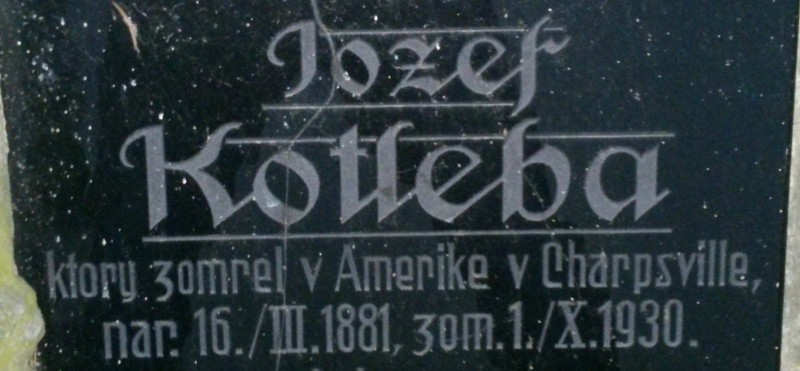 Jozef
Kotleba
ktory zomrel v Amerike v Charpsville,
nar. 16./III.1881, zom.1./X.1930.